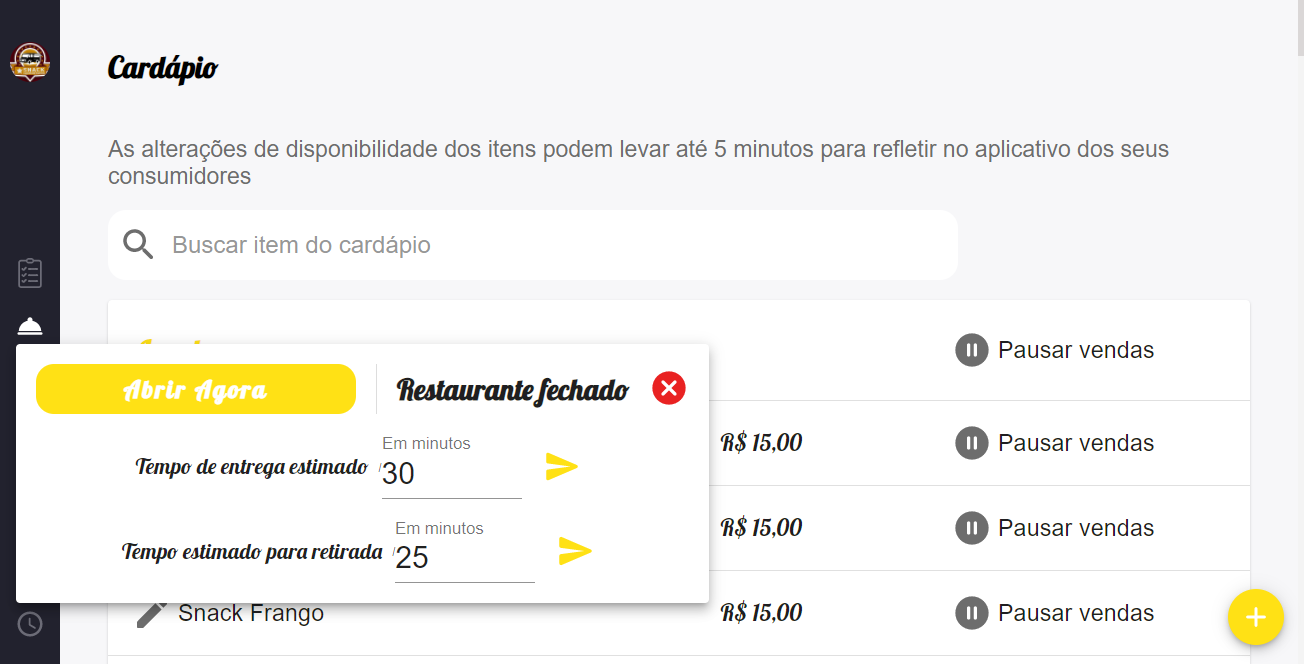 Cardápio
As alterações de disponibilidade dos itens podem levar até 5 minutos para refletir no aplicativo dos seus
consumidores
Buscar item do cardápio
Pausar vendas
Abrir Agora
Restaurante fechado
R$ 15,00
Pausar vendas
Em minutos
Tempo de entrega estimado
30
R$ 15,00
Pausar vendas
Em minutos
Tempo estimado para retirada
25
Snack Frango
R$ 15,00
Pausar vendas